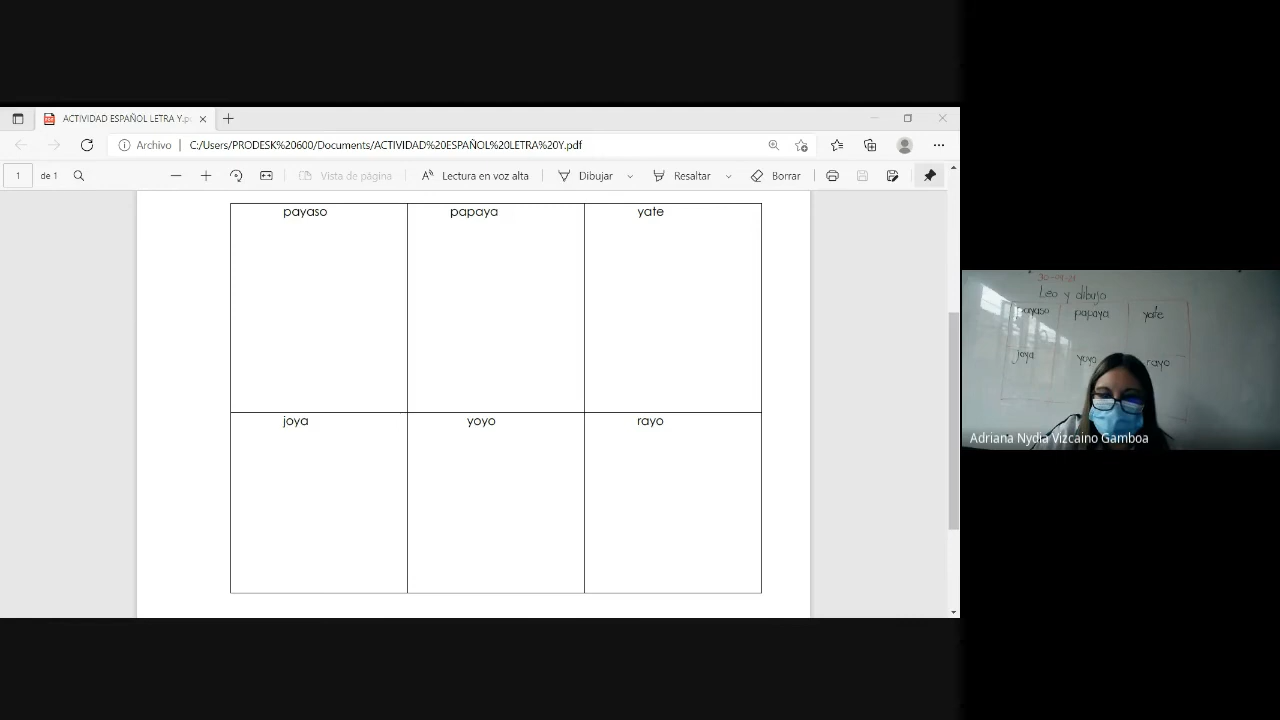 ACTIVIDAD ESPAÑOL LETRA Y.p
Archivo
C:/Users/PRODESK%20600/Documents/ACTIVIDAD%20ESPAÑOL%20LETRA%20Y.pdf
1 de 1
Vista de página
Lectura en voz alta
Dibujar
Resaltar
Borrar
payaso papaya yate
joya yoyo rayo
Leo y dibujo
payaso papaya yate
joya yoyo rayo
Adriana Nydia Vizcaino Gamboa